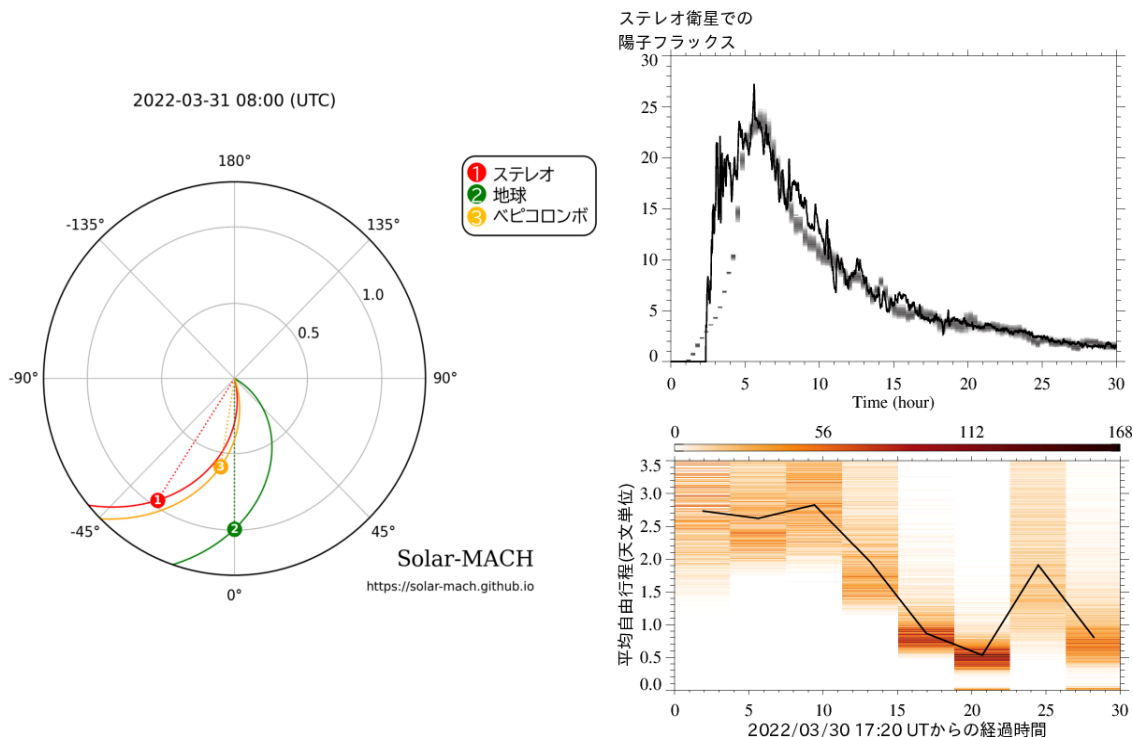 2022-03-31 08:00 (UTC)
180°
-135°
135°
1.0
0.5
-90°
90°
-45°
45°
0°
1 ステレオ
2 地球
3 ベピコロンボ
1
2
3
Solar-MACH
https://solar-mach.github.io
ステレオ衛星での
陽子フラックス
30
25
20
15
10
5
0
0 5 10 15 20 25 30
Time (hour)
0 56 112 168
平均自由行程(天文単位)
3.5
3.0
2.5
2.0
1.5
1.0
0.5
0.0
0 5 10 15 20 25 30
2022/03/30 17:20 UTからの経過時間